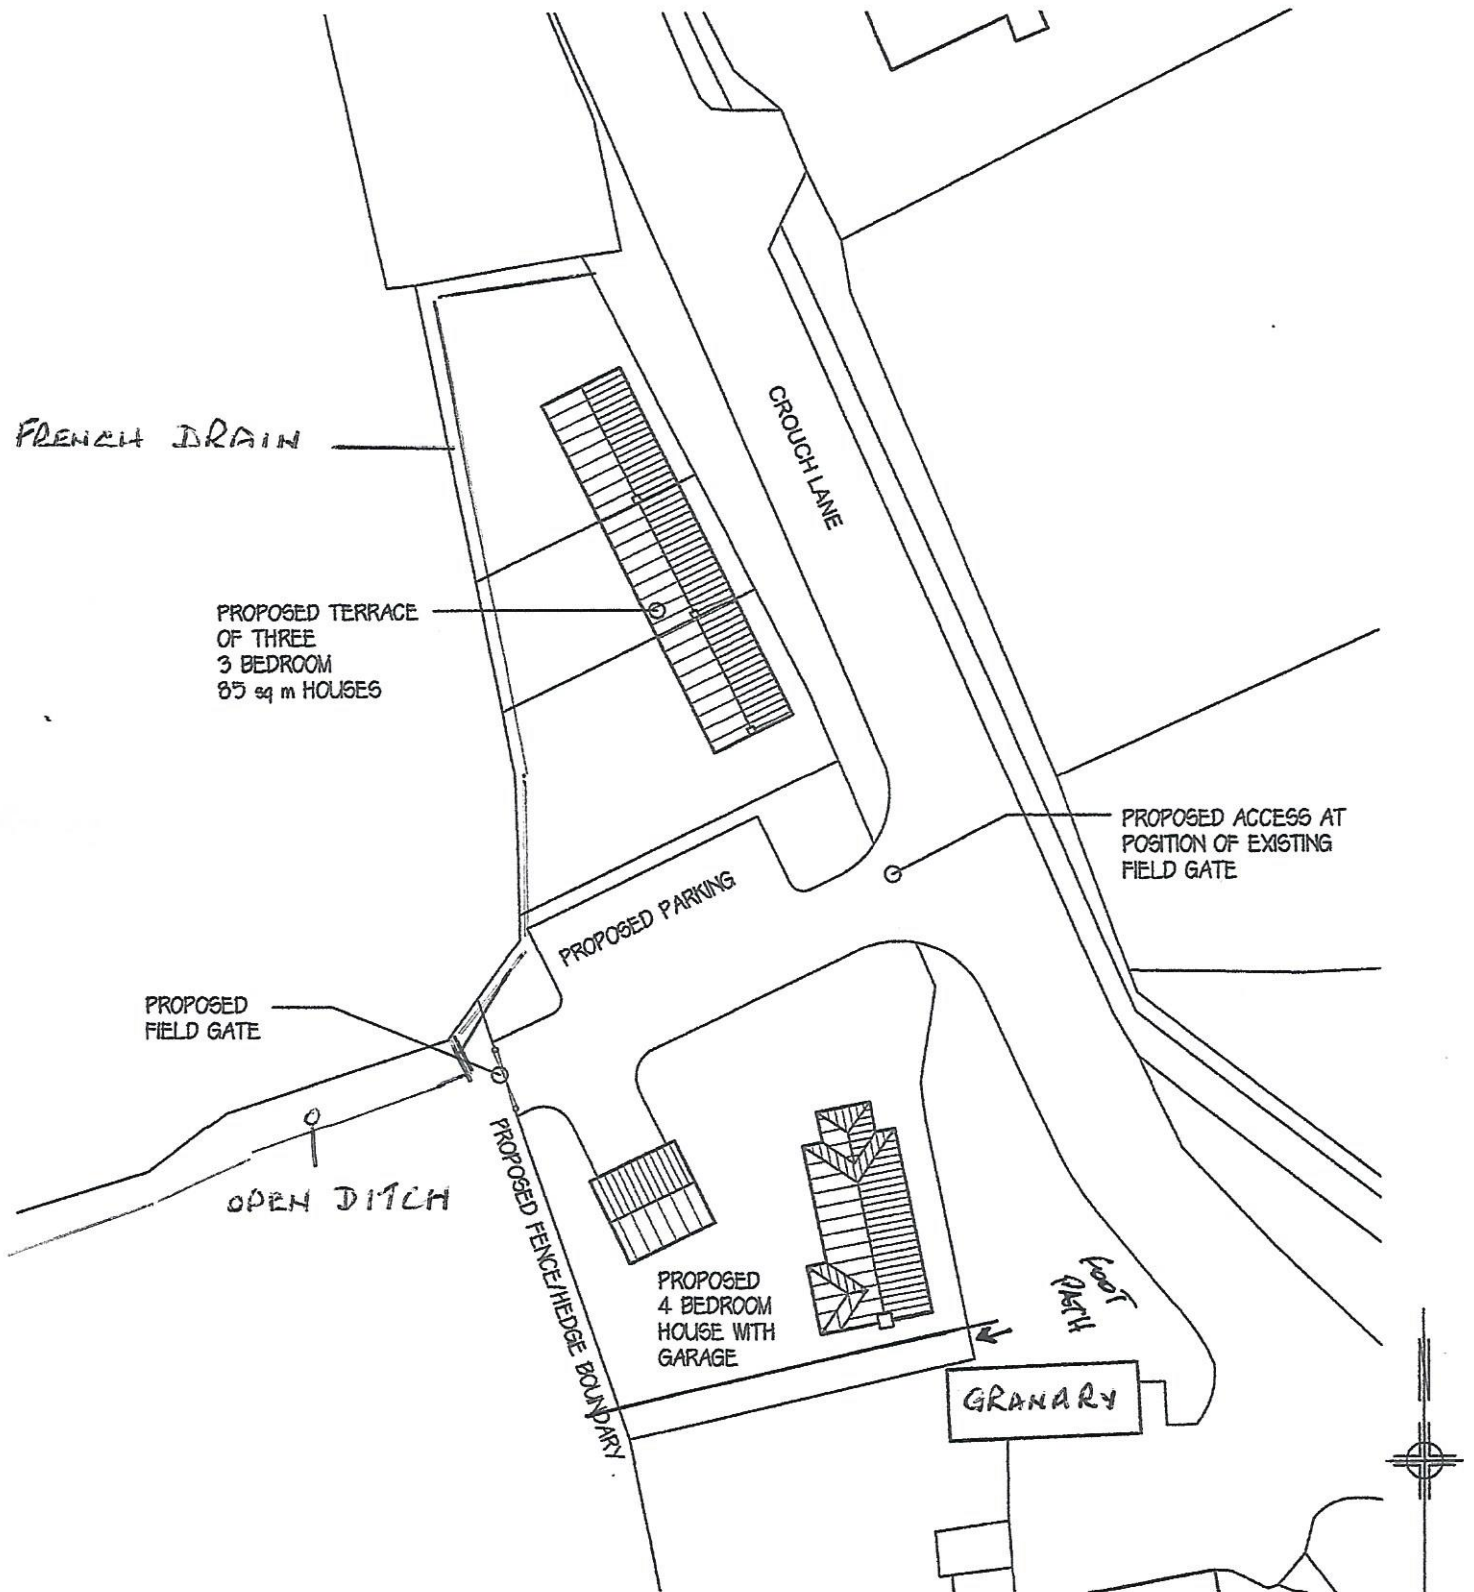 CROUCH LANE
FRENCH DRAIN
PROPOSED TERRACE
OF THREE
3 BEDROOM
85 sq m HOUSES
PROPOSED ACCESS AT
POSITION OF EXISTING
FIELD GATE
PROPOSED PARKING
PROPOSED
FIELD GATE
OPEN DITCH
PROPOSED FENCE/HEDGE BOUNDARY
PROPOSED
4 BEDROOM
HOUSE WITH
GARAGE
FOOT
PATH
GRANARY